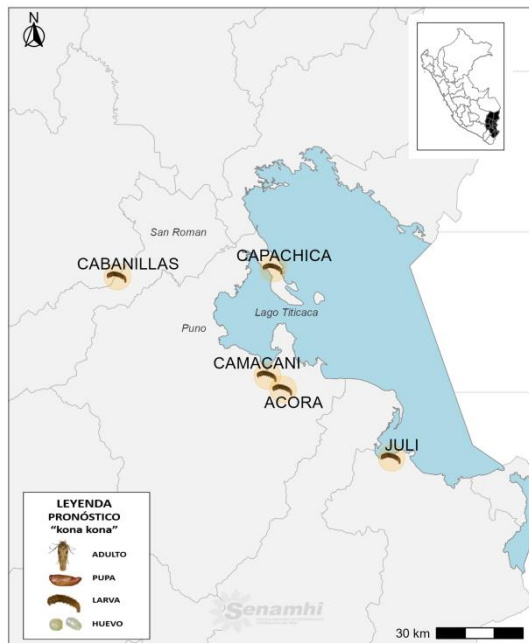 N
San Roman
CABANILLAS
CAPACHICA
Lago Titicaca
Puno
CAMACANI
ACORA
JULI
LEYENDA
PRONÓSTICO
"kona kona"
ADULTO
PUPA
LARVA
HUEVO
Senamhi
30 km